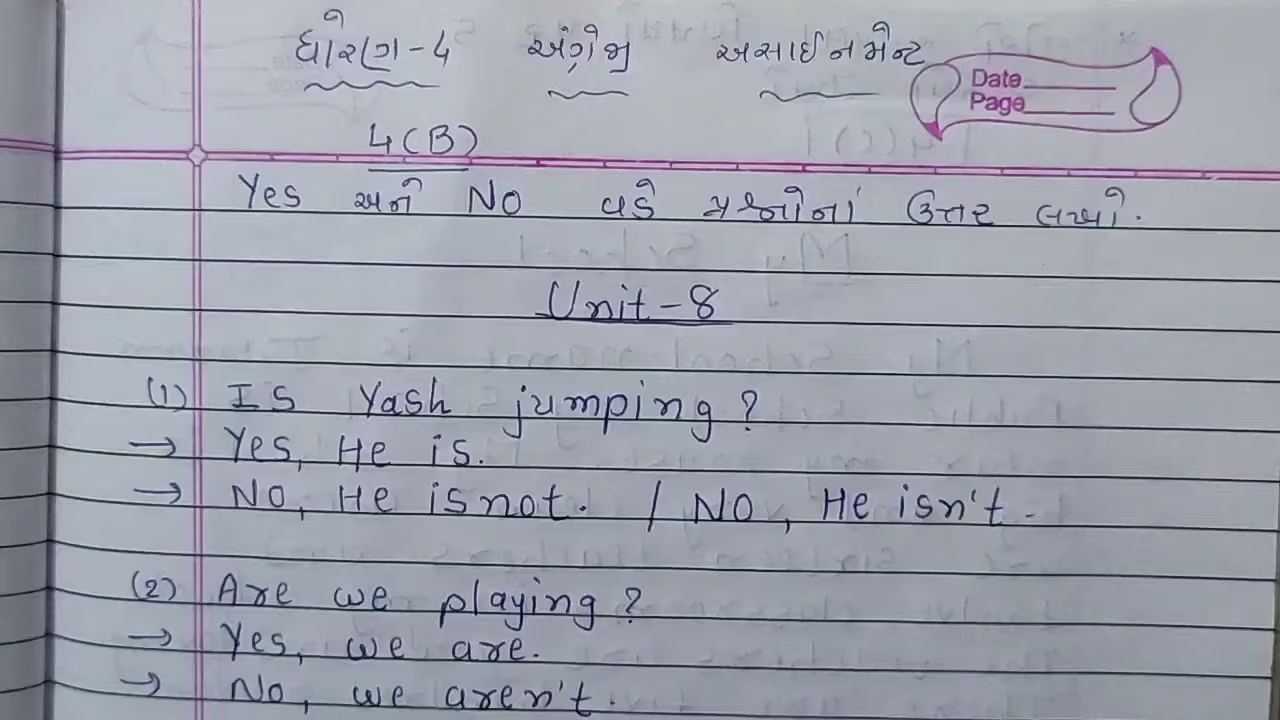 ધોરણ-4 અંગ્રેજી અસાઈનમેન્ટ
Date
Page
4(B)
Yes અને No વડે પ્રશ્નોનાં ઉત્તર લખો.
Unit-8
(1) Is Yash jumping?
→ Yes, He is.
→ No, He is not. / No, He isn't.
(2) Are we playing?
→ Yes, we are.
→ No, we aren't.